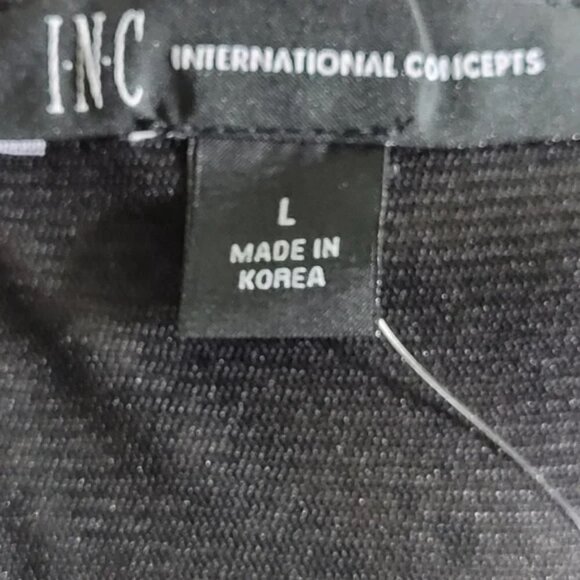 I·N·C INTERNATIONAL CONCEPTS
L
MADE IN
KOREA